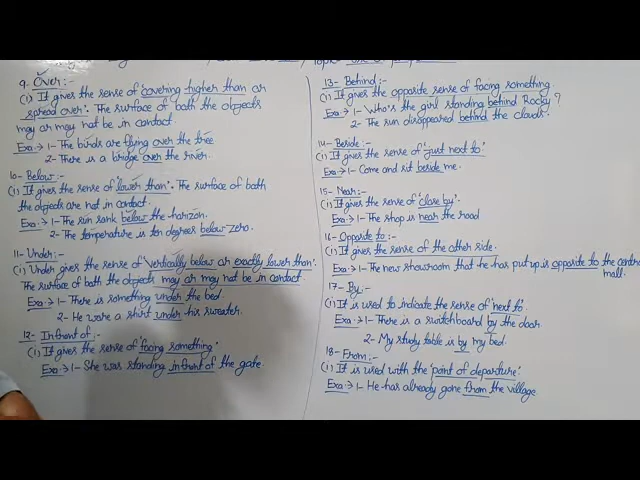 9. Over :-
(i) It gives the sense of 'covering higher than or
spread over'. The surface of both the objects
may or may not be in contact.
Exa :→ 1- The birds are flying over the tree.
2- There is a bridge over the river.
10- Below :-
(i) It gives the sense of 'lower than'. The surface of both
the objects are not in contact.
Exa :→ 1- The sun sank below the horizon.
2- The temperature is ten degrees below-zero.
11- Under :-
(i) Under gives the sense of 'vertically below or exactly lower than'.
The surface of both the objects may or may not be in contact.
Exa :→ 1- There is something under the bed.
2- He wore a shirt under his sweater.
12- Infront of :-
(i) It gives the sense of 'facing something'
Exa :→ 1- She was standing infront of the gate.
13- Behind :-
(i) It gives the opposite sense of facing something
Exa :→ 1- Who's the girl standing behind Rocky?
2- The sun disappeared behind the clouds.
14- Beside :-
(i) It gives the sense of 'just next to'
Exa :→ 1- Come and sit beside me.
15- Near :-
(i) It gives the sense of 'close by'.
Exa :→ 1- The shop is near the road
16- Opposite to :-
(i) It gives the sense of the other side.
Exa :→ 1- The new showroom that he has put up is opposite to the central
mall.
17- By :-
(i) It is used to indicate the sense of 'next to'
Exa :→ 1- There is a switchboard by the door
2- My study table is by my bed.
18- From :-
(i) It is used with the 'point of departure'.
Exa :→ 1- He has already gone from the village